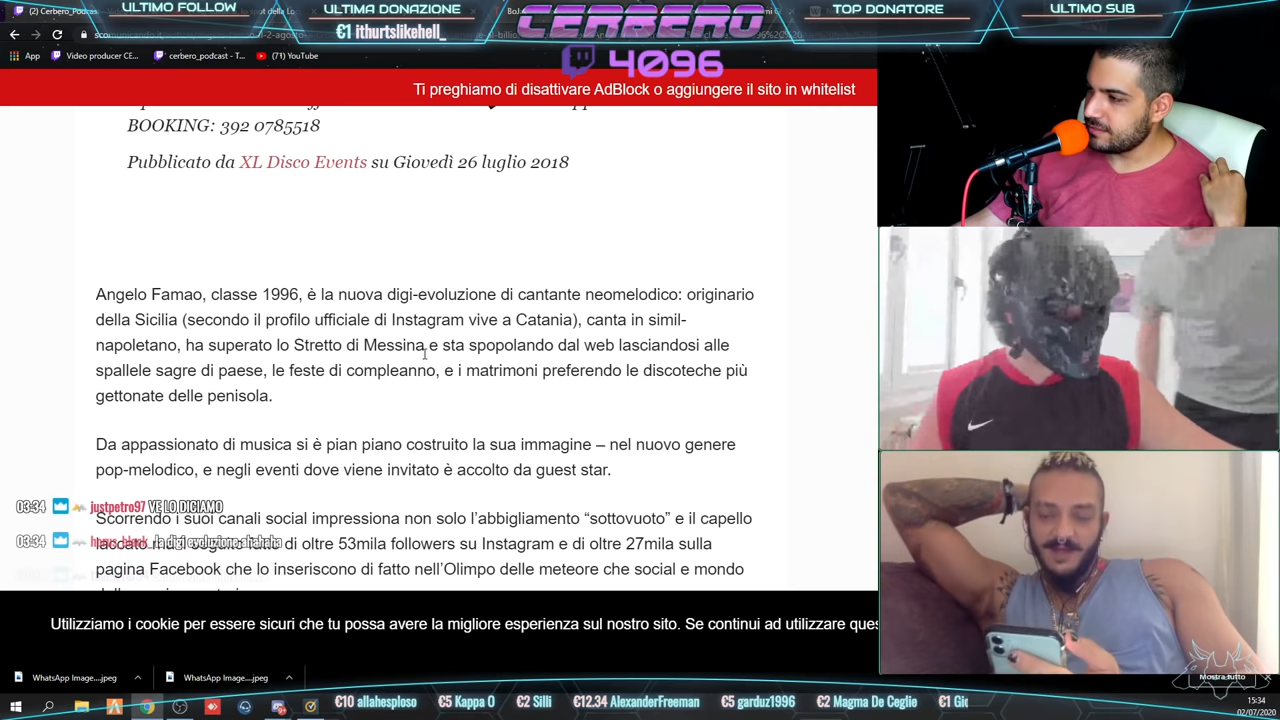 ULTIMO FOLLOW
ULTIMA DONAZIONE
€1 ithurtslikehell_
CERBERO
4096
TOP DONATORE
ULTIMO SUB
(2) Cerbero_Podcas
App
Video producer CE...
cerbero_podcast - T...
(71) YouTube
Ti preghiamo di disattivare AdBlock o aggiungere il sito in whitelist
BOOKING: 392 0785518
Pubblicato da XL Disco Events su Giovedì 26 luglio 2018
Angelo Famao, classe 1996, è la nuova digi-evoluzione di cantante neomelodico: originario
della Sicilia (secondo il profilo ufficiale di Instagram vive a Catania), canta in simil-
napoletano, ha superato lo Stretto di Messina e sta spopolando dal web lasciandosi alle
spallele sagre di paese, le feste di compleanno, e i matrimoni preferendo le discoteche più
gettonate delle penisola.
Da appassionato di musica si è pian piano costruito la sua immagine – nel nuovo genere
pop-melodico, e negli eventi dove viene invitato è accolto da guest star.
03:34 justpetro97 VE LO DICIAMO
Scorrendo i suoi canali social impressiona non solo l'abbigliamento “sottovuoto” e il capello
03:34
laccato di oltre 53mila followers su Instagram e di oltre 27mila sulla
pagina Facebook che lo inseriscono di fatto nell'Olimpo delle meteore che social e mondo
Utilizziamo i cookie per essere sicuri che tu possa avere la migliore esperienza sul nostro sito. Se continui ad utilizzare ques
WhatsApp Image....jpeg
WhatsApp Image....jpeg
Mostra tutto
€10 allahesploso
€5 Kappa O
€2 Silli
€12.34 AlexanderFreeman
€5 garduz1996
€2 Magma De Ceglie
€1 Gi
15:34
02/07/2020